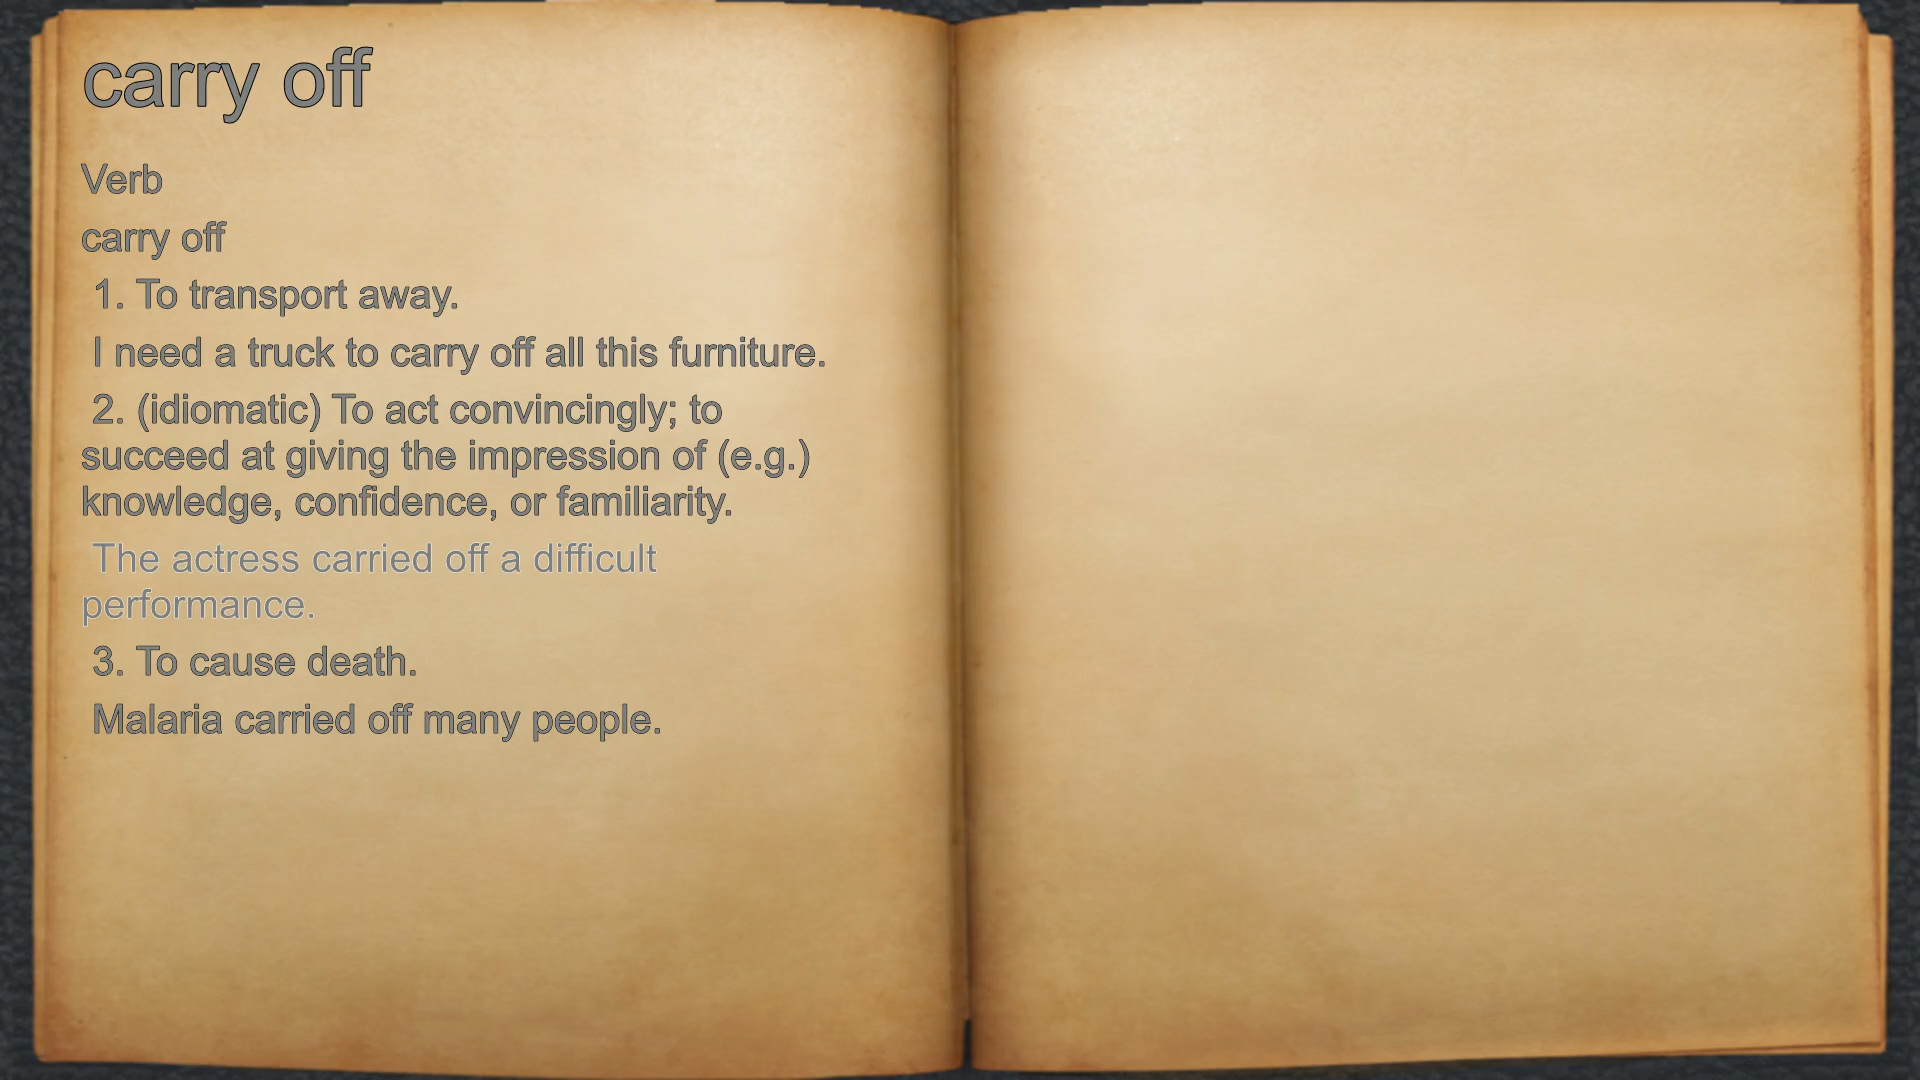 carry off
Verb
carry off
1. To transport away.
I need a truck to carry off all this furniture.
2. (idiomatic) To act convincingly; to
succeed at giving the impression of (e.g.)
knowledge, confidence, or familiarity.
The actress carried off a difficult
performance.
3. To cause death.
Malaria carried off many people.